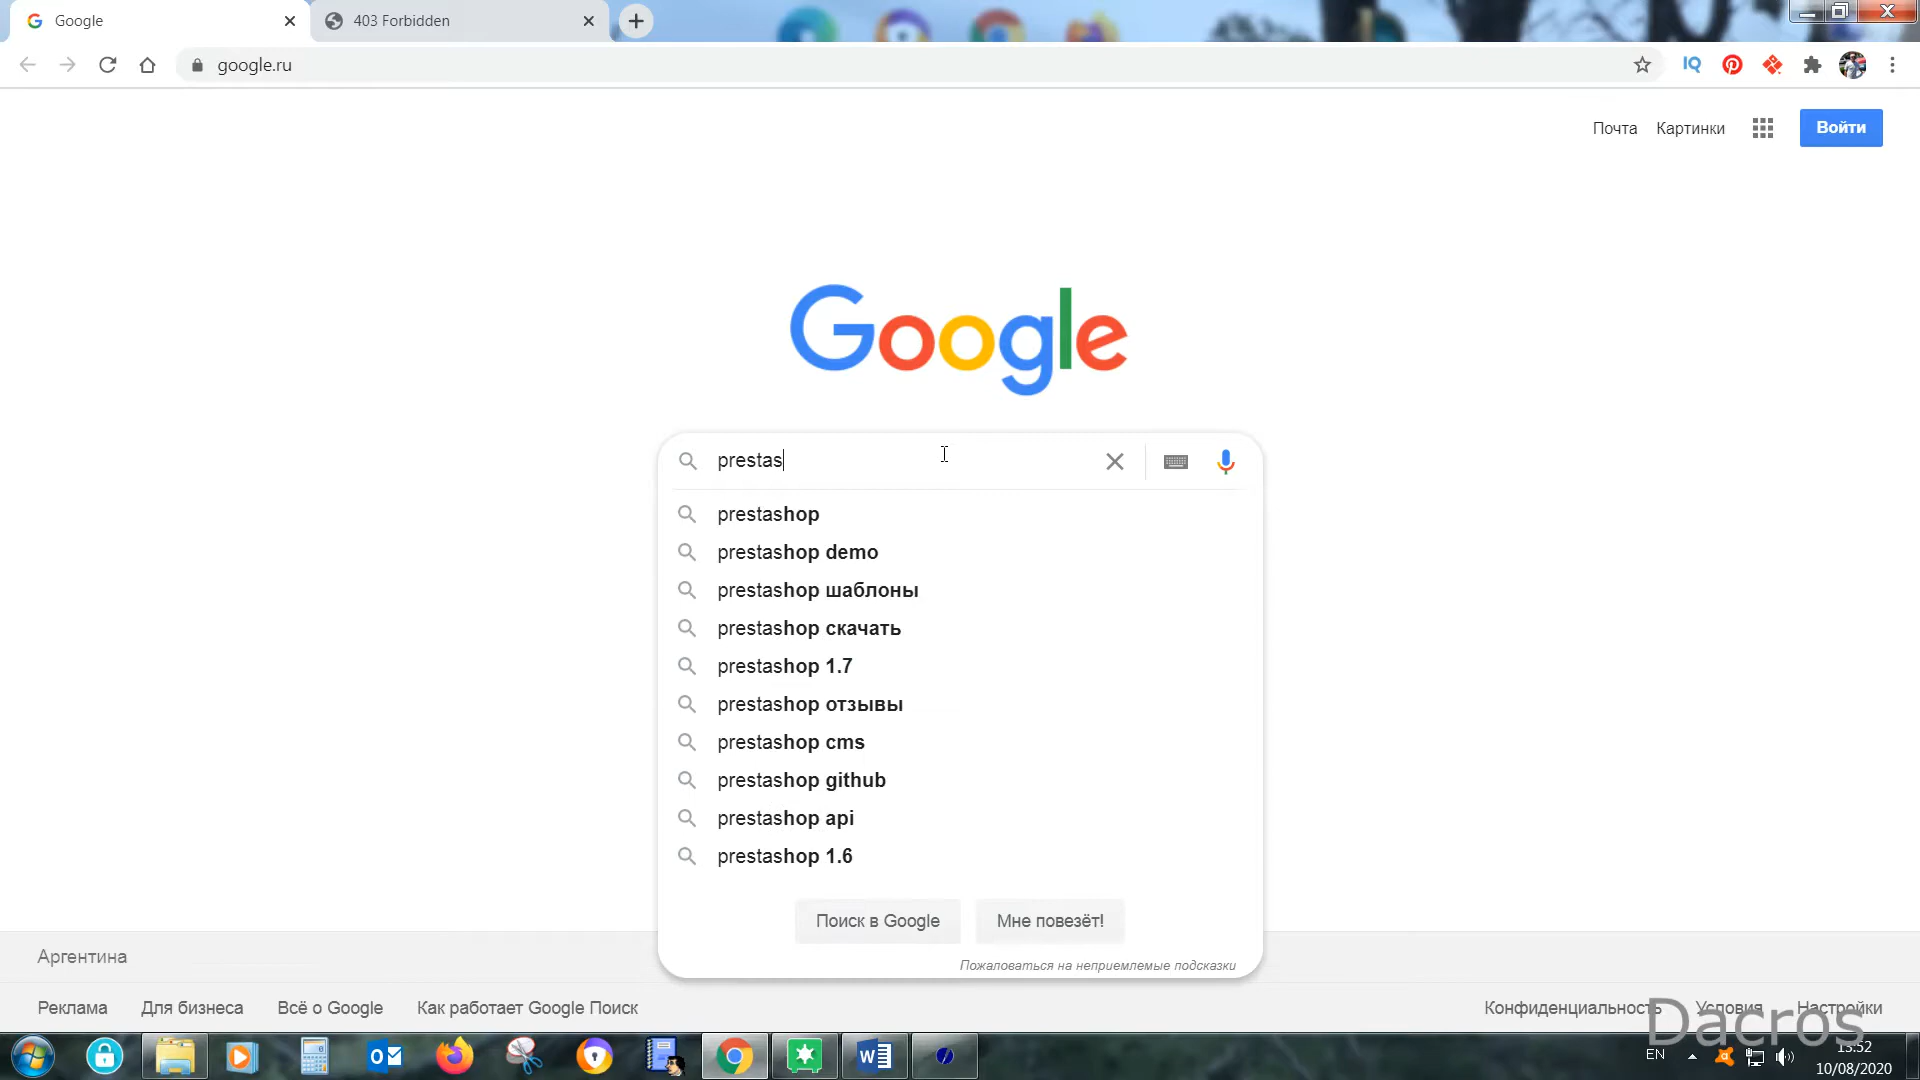 Google
403 Forbidden
google.ru
IQ
Почта Картинки Войти
Google
prestas
prestashop
prestashop demo
prestashop шаблоны
prestashop скачать
prestashop 1.7
prestashop отзывы
prestashop cms
prestashop github
prestashop api
prestashop 1.6
Поиск в Google Мне повезёт!
Пожаловаться на неприемлемые подсказки
Аргентина
Реклама Для бизнеса Всё о Google Как работает Google Поиск Конфиденциальность Условия Настройки
Dacros
EN 13:52
10/08/2020